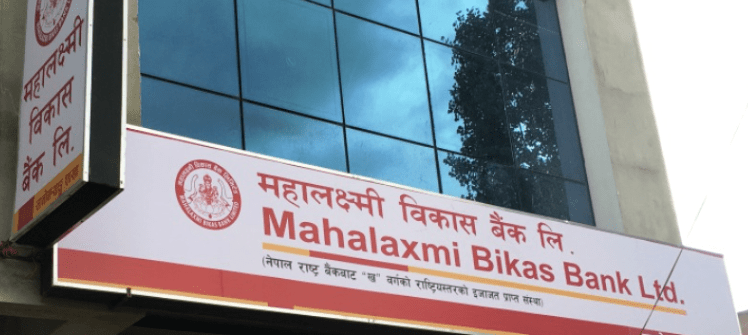 महालक्ष्मी
विकास
बैंक लि.
महालक्ष्मी विकास बैंक लि.
Mahalaxmi Bikas Bank Ltd.
(नेपाल राष्ट्र बैंकबाट "ख" वर्गको राष्ट्रियस्तरको इजाजत प्राप्त संस्था)